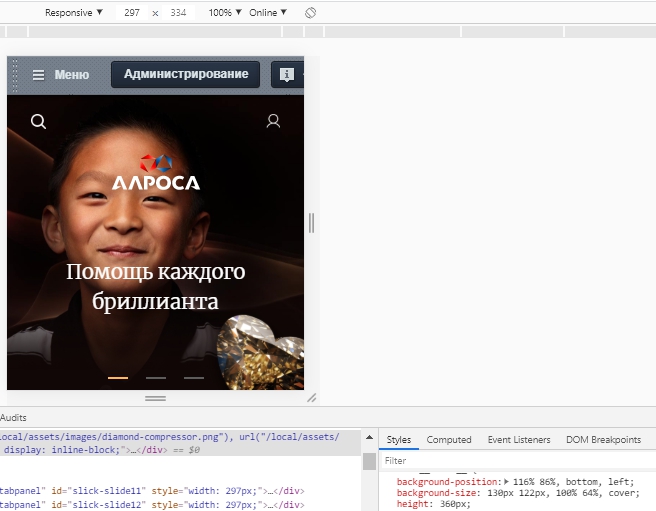 Responsive ▼ 297 x 334 100% ▼ Online ▼
Меню Администрирование
АЛРОСА
Помощь каждого
бриллианта
Audits
local/assets/images/diamond-compressor.png"), url("/local/assets/
display: inline-block;">…</div> == $0
tabpanel" id="slick-slide11" style="width: 297px;">…</div>
tabpanel" id="slick-slide12" style="width: 297px;">…</div>
Styles Computed Event Listeners DOM Breakpoints
Filter
background-position: 116% 86%, bottom, left;
background-size: 130px 122px, 100% 64%, cover;
height: 360px;